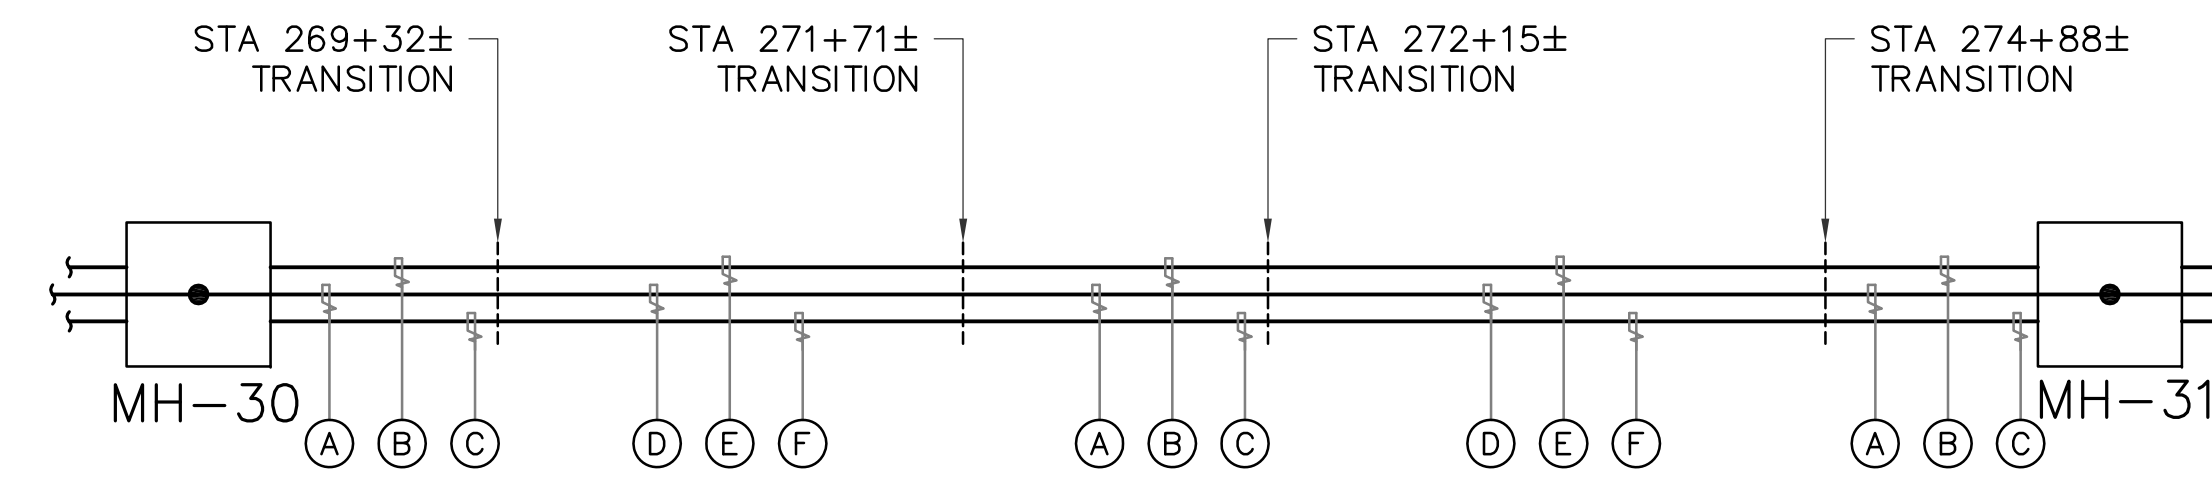 STA 269+32±
TRANSITION
STA 271+71±
TRANSITION
STA 272+15±
TRANSITION
STA 274+88±
TRANSITION
MH-30
MH-31
A B C D E F A B C D E F A B C